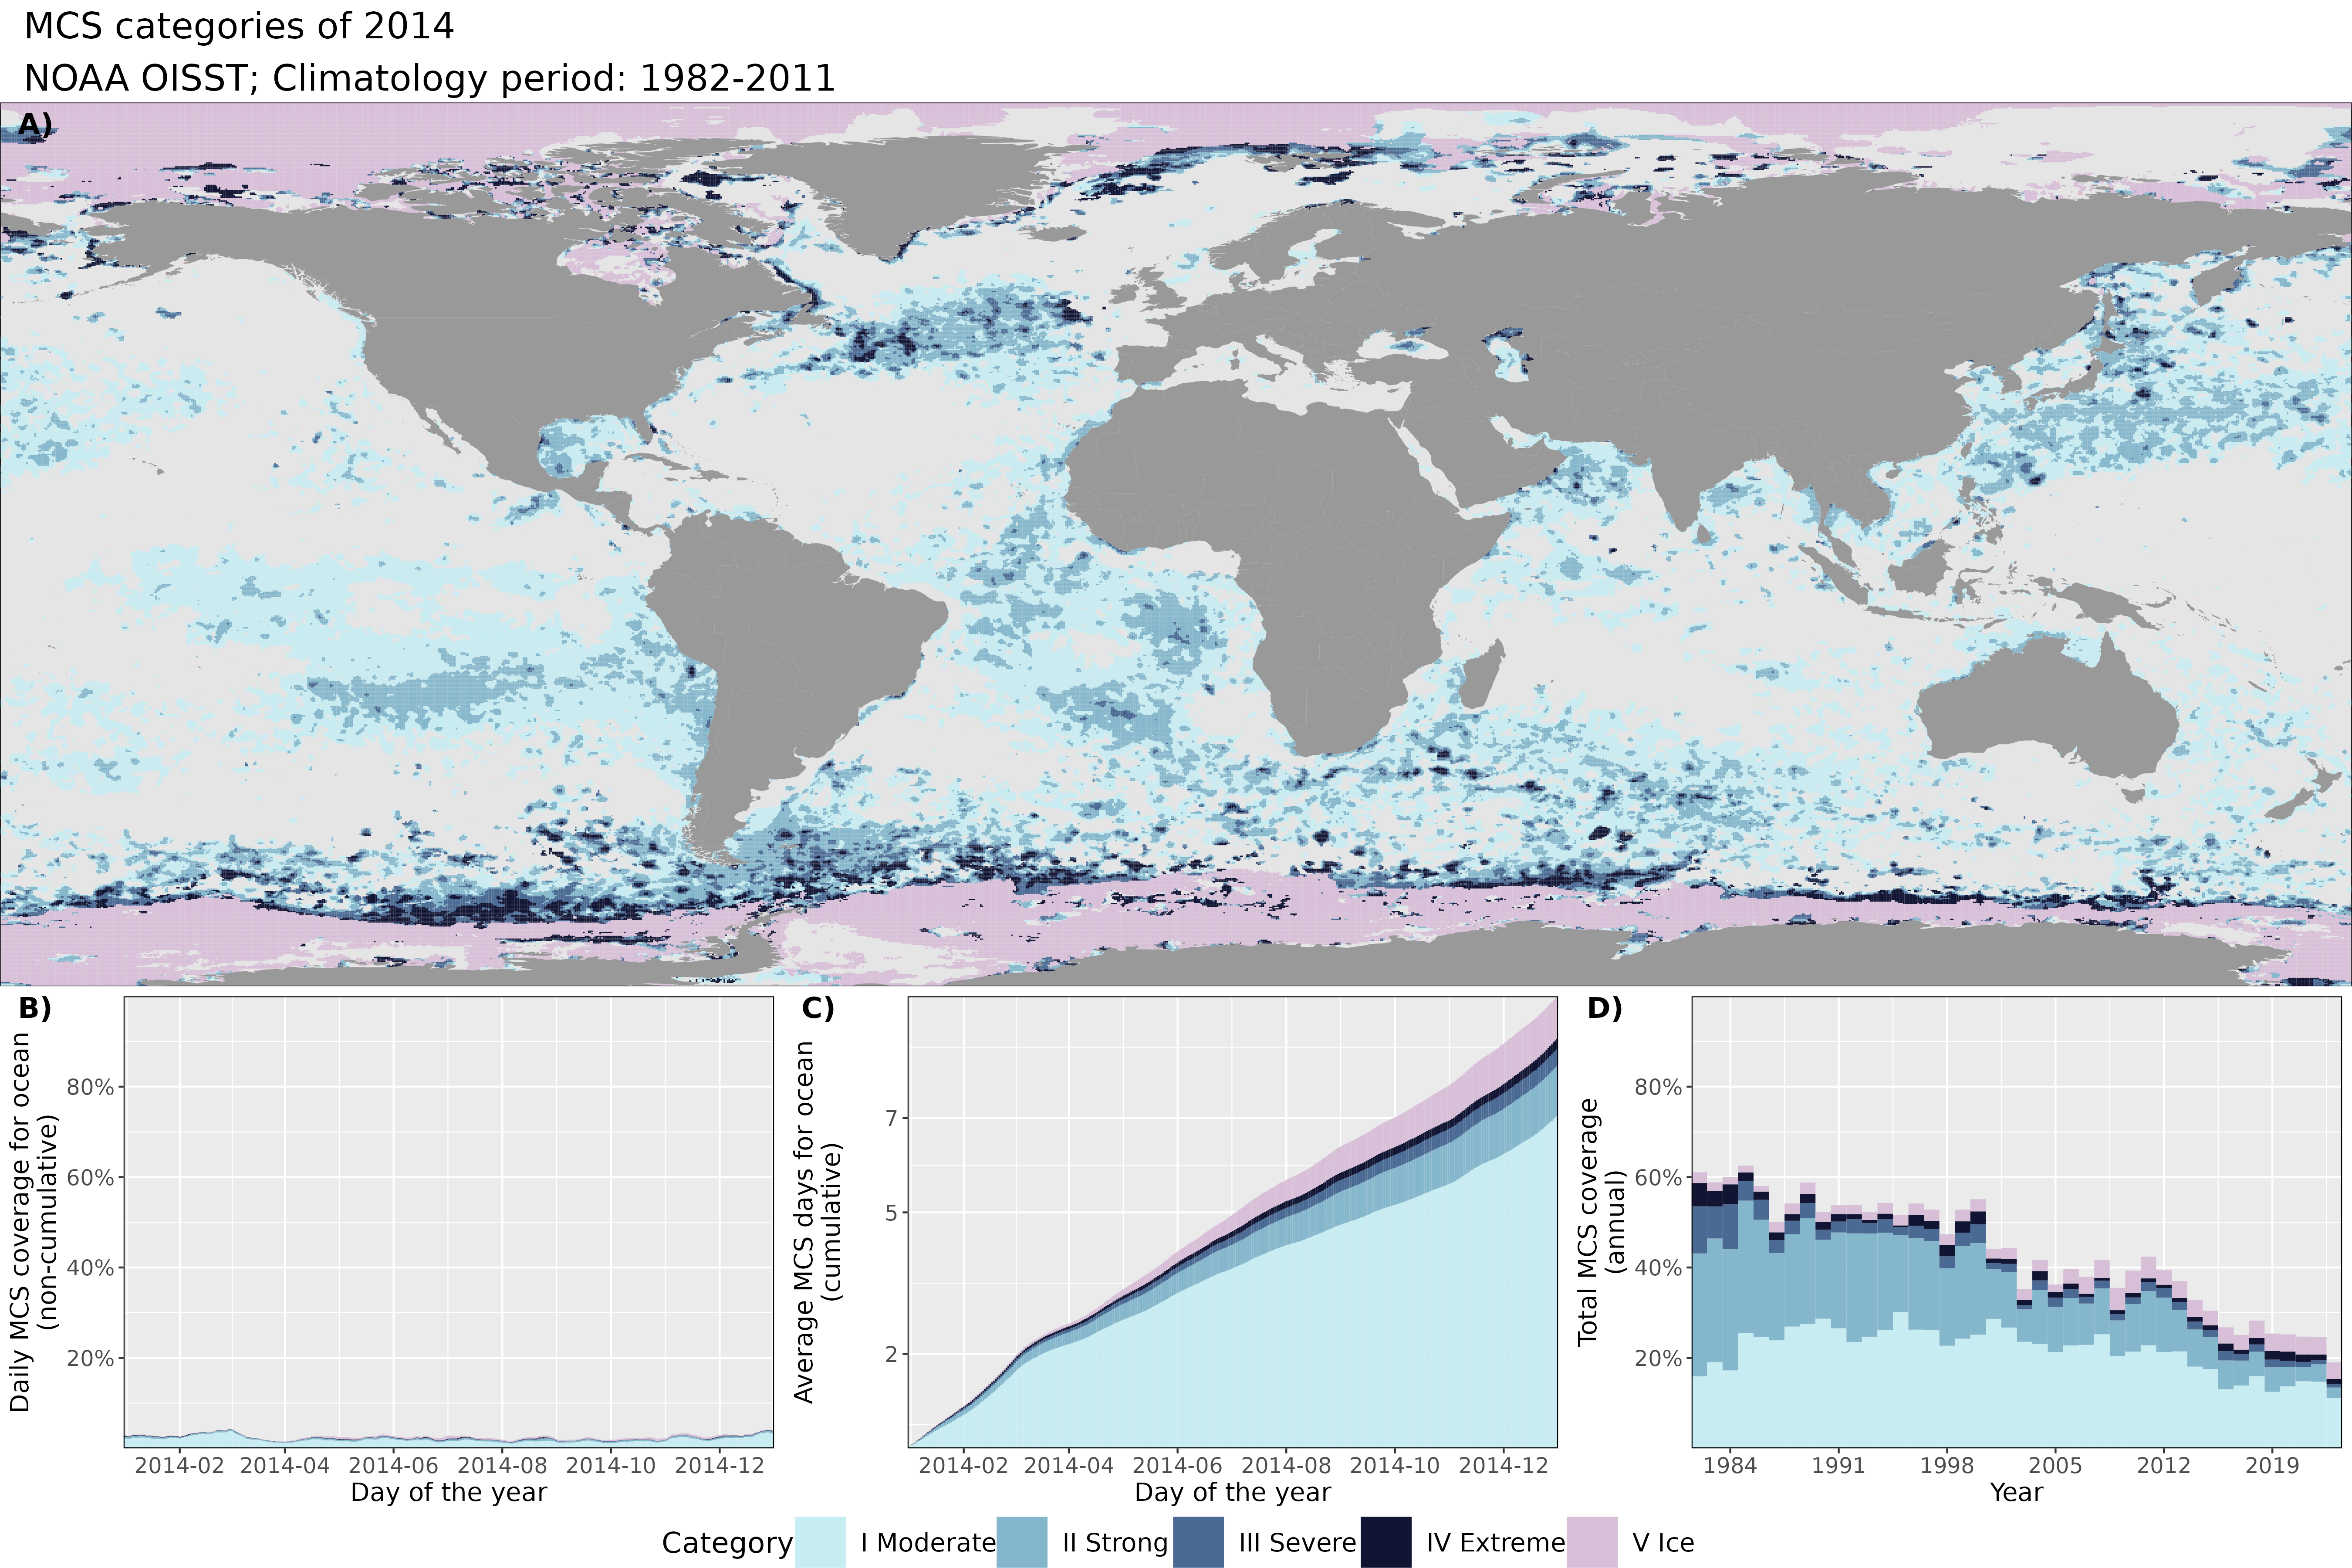 MCS categories of 2014
NOAA OISST; Climatology period: 1982-2011
A)
B)
Daily MCS coverage for ocean
(non-cumulative)
80%
60%
40%
20%
2014-02 2014-04 2014-06 2014-08 2014-10 2014-12
Day of the year
C)
Average MCS days for ocean
(cumulative)
7
5
2
2014-02 2014-04 2014-06 2014-08 2014-10 2014-12
Day of the year
D)
Total MCS coverage
(annual)
80%
60%
40%
20%
1984 1991 1998 2005 2012 2019
Year
Category I Moderate II Strong III Severe IV Extreme V Ice